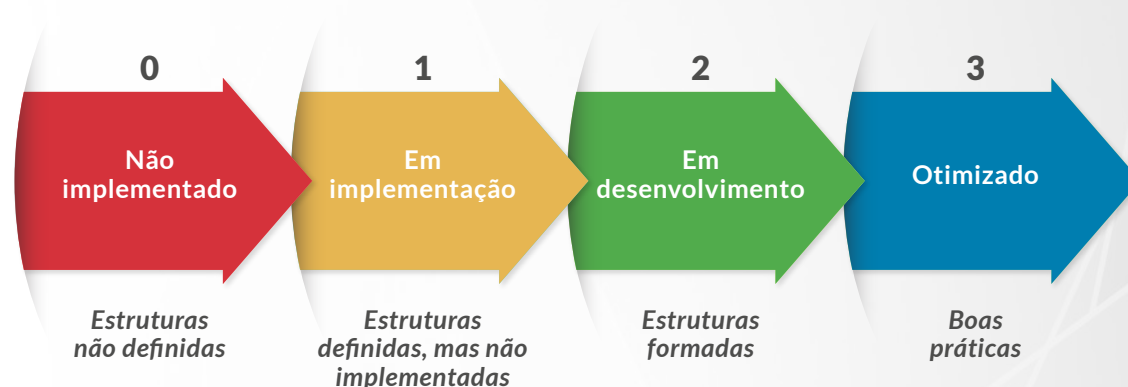 0
Não
implementado
Estruturas
não definidas
1
Em
implementação
Estruturas
definidas, mas não
implementadas
2
Em
desenvolvimento
Estruturas
formadas
3
Otimizado
Boas
práticas